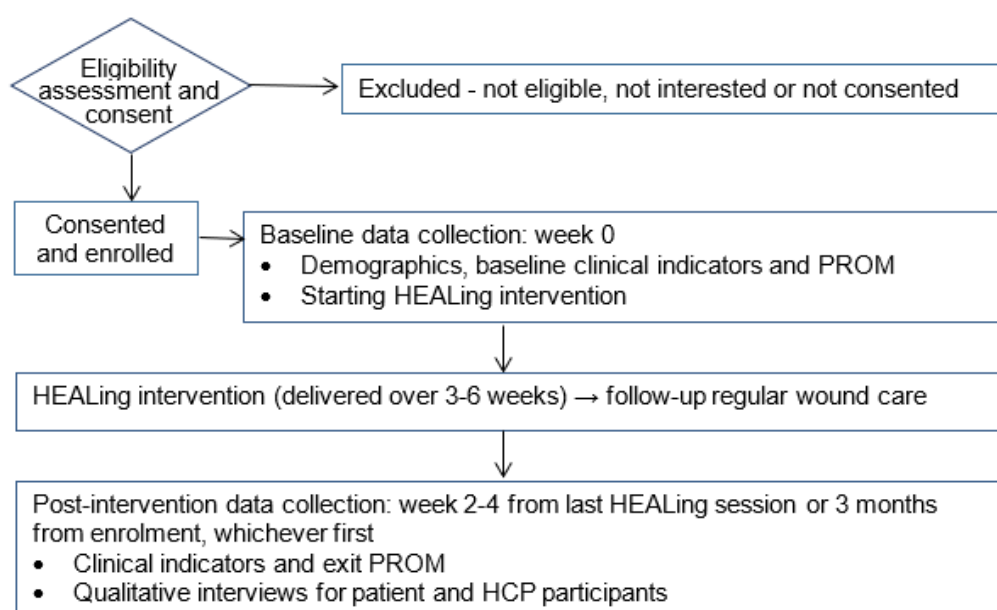 Eligibility
assessment and
consent
Excluded - not eligible, not interested or not consented
Consented
and enrolled
Baseline data collection: week 0
• Demographics, baseline clinical indicators and PROM
• Starting HEALing intervention
HEALing intervention (delivered over 3-6 weeks) → follow-up regular wound care
Post-intervention data collection: week 2-4 from last HEALing session or 3 months
from enrolment, whichever first
• Clinical indicators and exit PROM
• Qualitative interviews for patient and HCP participants